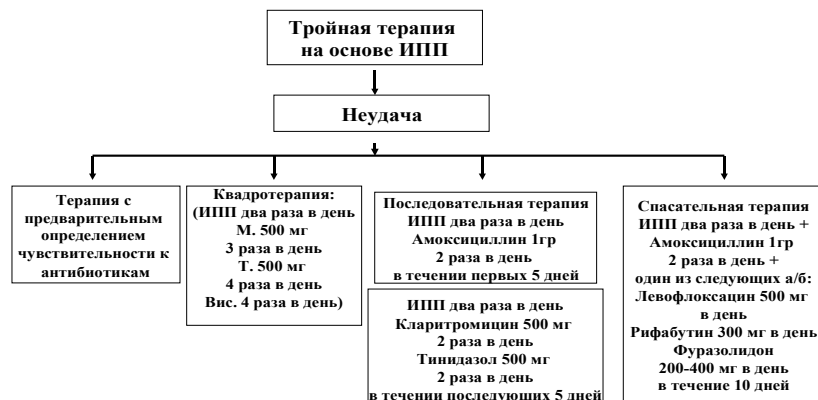 Тройная терапия
на основе ИПП
Неудача
Терапия с
предварительным
определением
чувствительности к
антибиотикам
Квадротерапия:
(ИПП два раза в день
М. 500 мг
3 раза в день
Т. 500 мг
4 раза в день
Вис. 4 раза в день)
Последовательная терапия
ИПП два раза в день
Амоксициллин 1гр
2 раза в день
в течении первых 5 дней
ИПП два раза в день
Кларитромицин 500 мг
2 раза в день
Тинидазол 500 мг
2 раза в день
в течении последующих 5 дней
Спасательная терапия
ИПП два раза в день +
Амоксициллин 1гр
2 раза в день +
один из следующих а/б:
Левофлоксацин 500 мг
в день
Рифабутин 300 мг в день
Фуразолидон
200-400 мг в день
в течение 10 дней